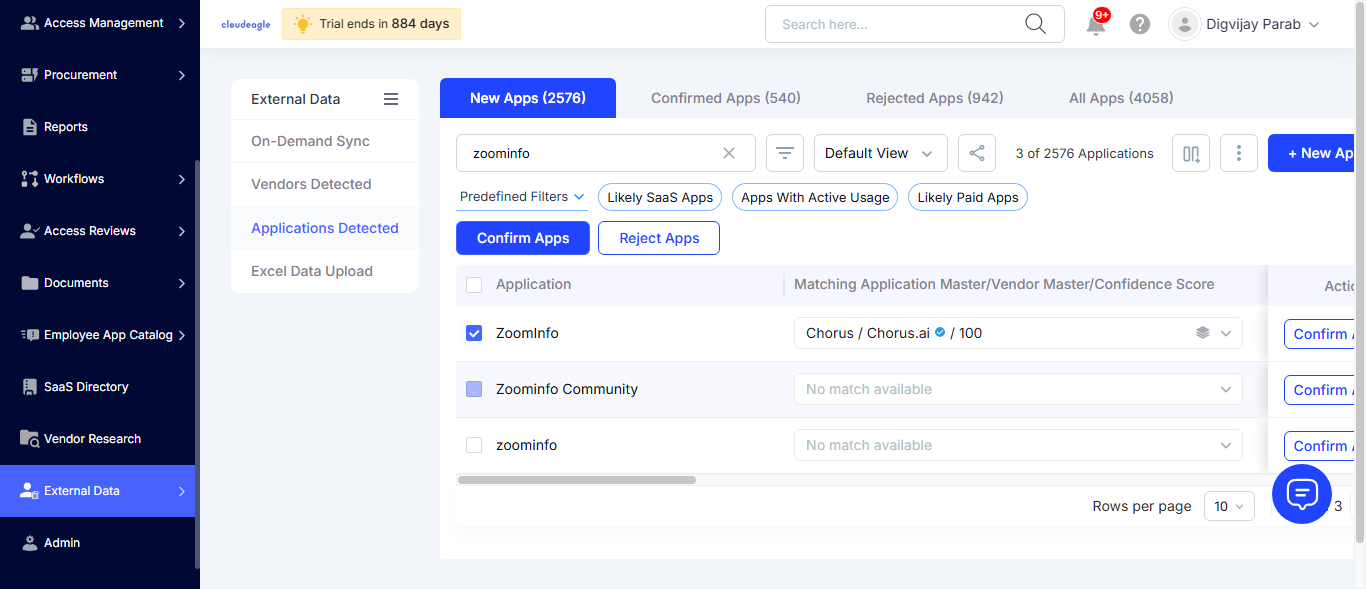 Access Management
Procurement
Reports
Workflows
Access Reviews
Documents
Employee App Catalog
SaaS Directory
Vendor Research
External Data
Admin
cloudeagle
Trial ends in 884 days
Search here...
9+
?
Digvijay Parab
External Data
On-Demand Sync
Vendors Detected
Applications Detected
Excel Data Upload
New Apps (2576)
Confirmed Apps (540)
Rejected Apps (942)
All Apps (4058)
zoominfo
Default View
3 of 2576 Applications
+ New Ap
Predefined Filters
Likely SaaS Apps
Apps With Active Usage
Likely Paid Apps
Confirm Apps
Reject Apps
Application
Matching Application Master/Vendor Master/Confidence Score
Actio
ZoomInfo
Chorus / Chorus.ai / 100
Confirm A
Zoominfo Community
No match available
Confirm A
zoominfo
No match available
Confirm A
Rows per page
10
3